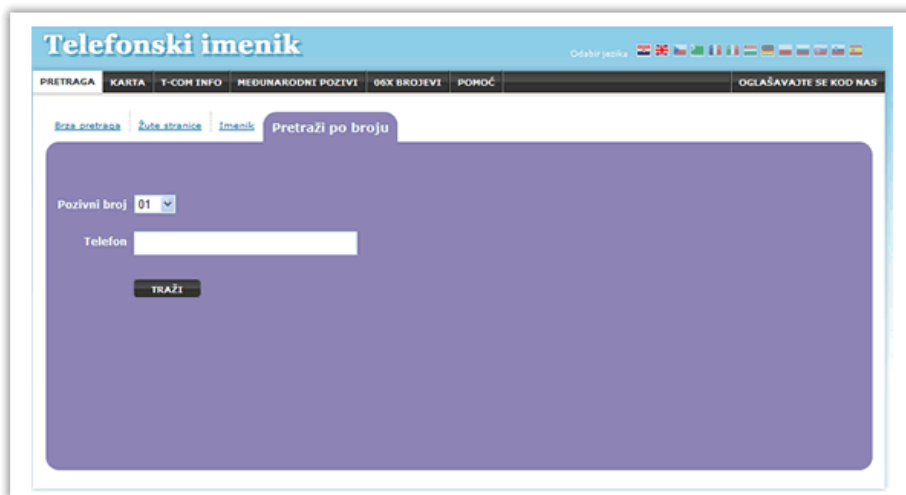 Telefonski imenik
Odabir jezika
PRETRAGA KARTA T-COM INFO MEĐUNARODNI POZIVI 06X BROJEVI POMOĆ OGLAŠAVAJTE SE KOD NAS
Brza pretraga Žute stranice Imenik Pretraži po broju
Pozivni broj 01
Telefon
TRAŽI